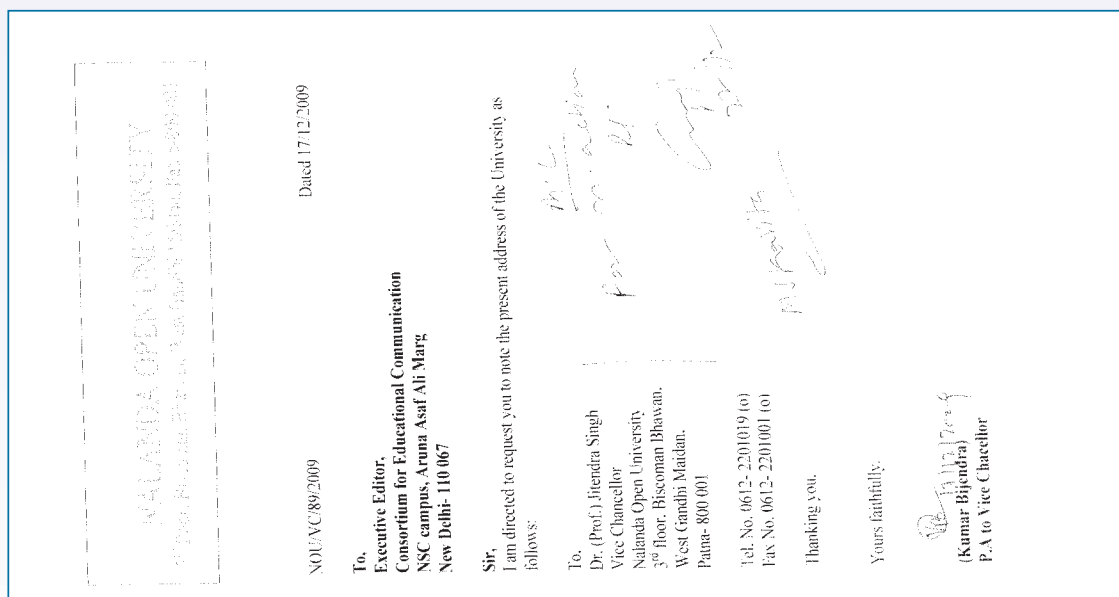 NALANDA OPEN UNIVERSITY
NOU/VC/89/2009
Dated 17/12/2009
To,
Executive Editor,
Consortium for Educational Communication
NSC campus, Aruna Asaf Ali Marg
New Delhi- 110 067
Sir,
I am directed to request you to note the present address of the University as
follows:
To,
Dr. (Prof.) Jitendra Singh
Vice Chancellor
Nalanda Open University
3rd floor, Biscoman Bhawan.
West Gandhi Maidan.
Patna- 800 001
Tel. No. 0612- 2201019 (o)
Fax No. 0612- 2201001 (o)
Thanking you.
Yours faithfully.
(Kumar Bijendra)
P.A to Vice Chacellor
for n. action